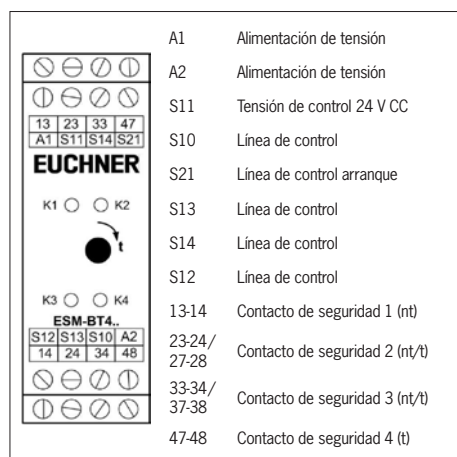 13 23 33 47
A1 S11 S14 S21
EUCHNER
K1 K2
t
K3 K4
ESM-BT4..
S12 S13 S10 A2
14 24 34 48
A1 Alimentación de tensión
A2 Alimentación de tensión
S11 Tensión de control 24 V CC
S10 Línea de control
S21 Línea de control arranque
S13 Línea de control
S14 Línea de control
S12 Línea de control
13-14 Contacto de seguridad 1 (nt)
23-24/
27-28 Contacto de seguridad 2 (nt/t)
33-34/
37-38 Contacto de seguridad 3 (nt/t)
47-48 Contacto de seguridad 4 (t)